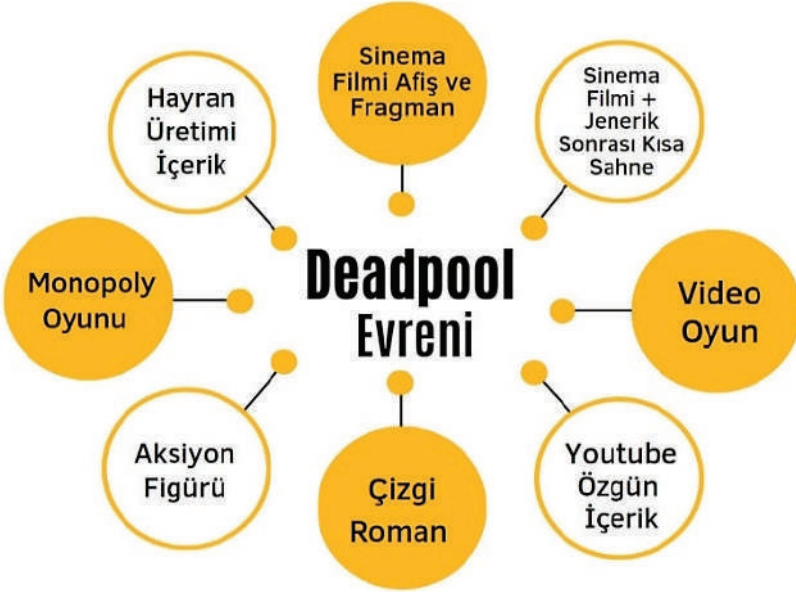 Sinema
Filmi Afiş ve
Fragman
Hayran
Üretimi
İçerik
Sinema
Filmi +
Jenerik
Sonrası Kısa
Sahne
Monopoly
Oyunu
Deadpool
Evreni
Video
Oyun
Aksiyon
Figürü
Çizgi
Roman
Youtube
Özgün
İçerik